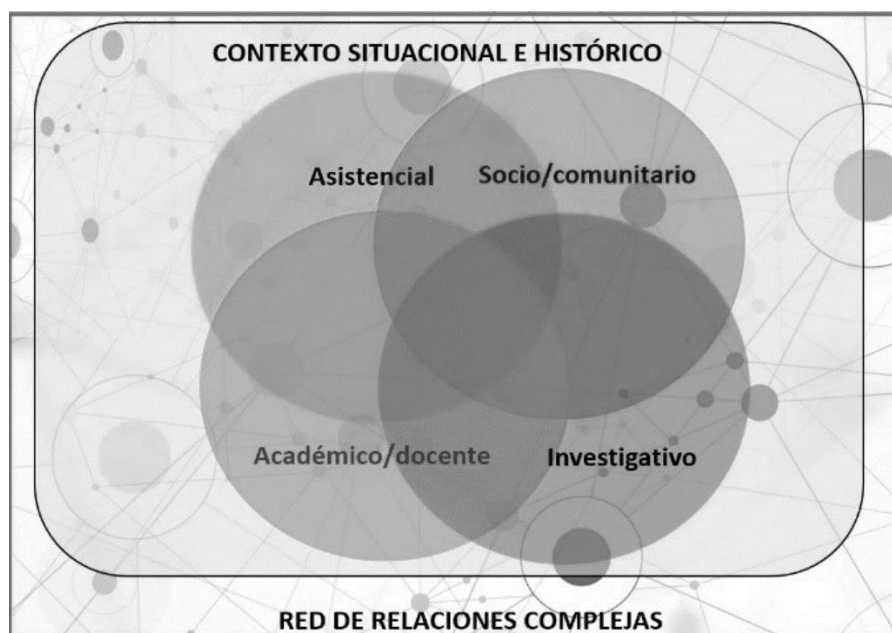 CONTEXTO SITUACIONAL E HISTÓRICO
Asistencial
Socio/comunitario
Académico/docente
Investigativo
RED DE RELACIONES COMPLEJAS